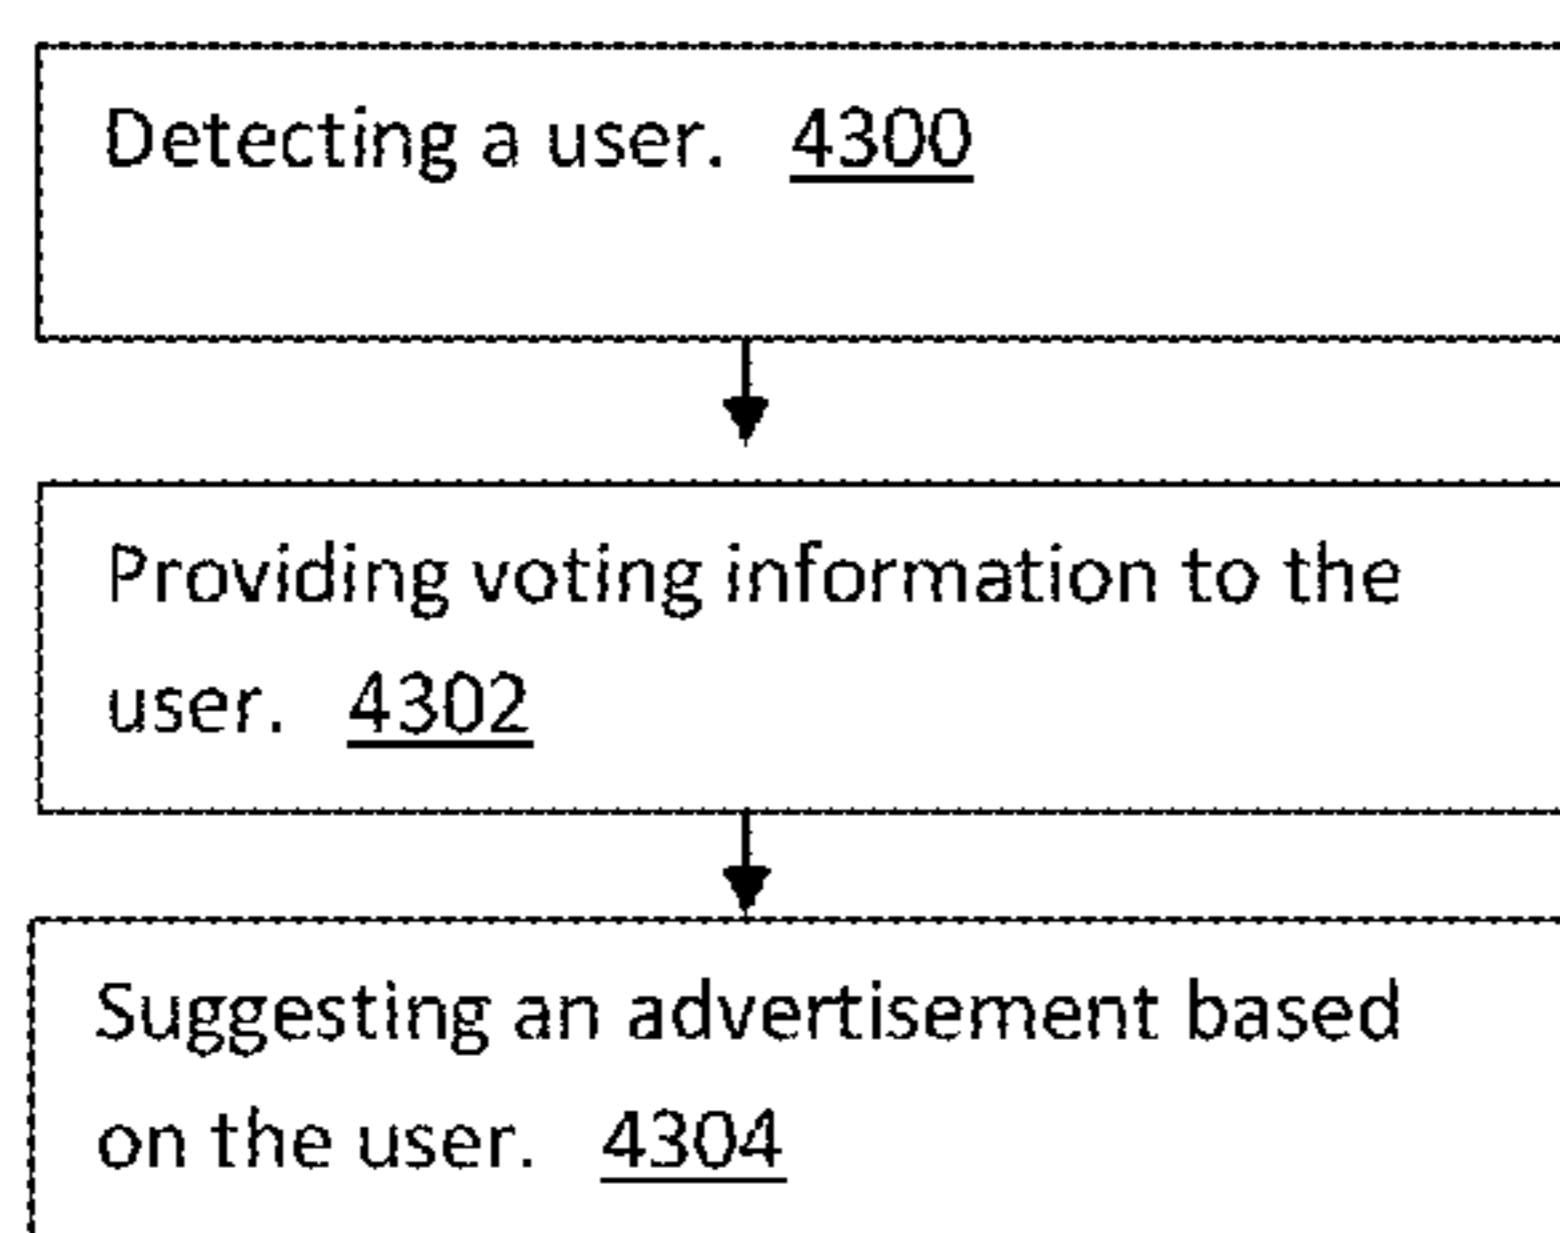 Detecting a user. 4300
Providing voting information to the
user. 4302
Suggesting an advertisement based
on the user. 4304